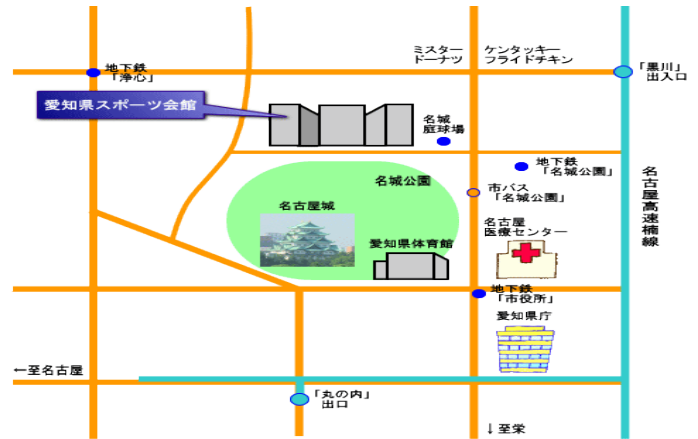 ミスター
ドーナツ
ケンタッキー
フライドチキン
地下鉄
「浄心」
「黒川」
出入口
愛知県スポーツ会館
名城
庭球場
地下鉄
「名城公園」
名古屋高速楠線
名城公園
市バス
「名城公園」
名古屋城
名古屋
医療センター
愛知県体育館
地下鉄
「市役所」
愛知県庁
←至名古屋
「丸の内」
出口
↓至栄